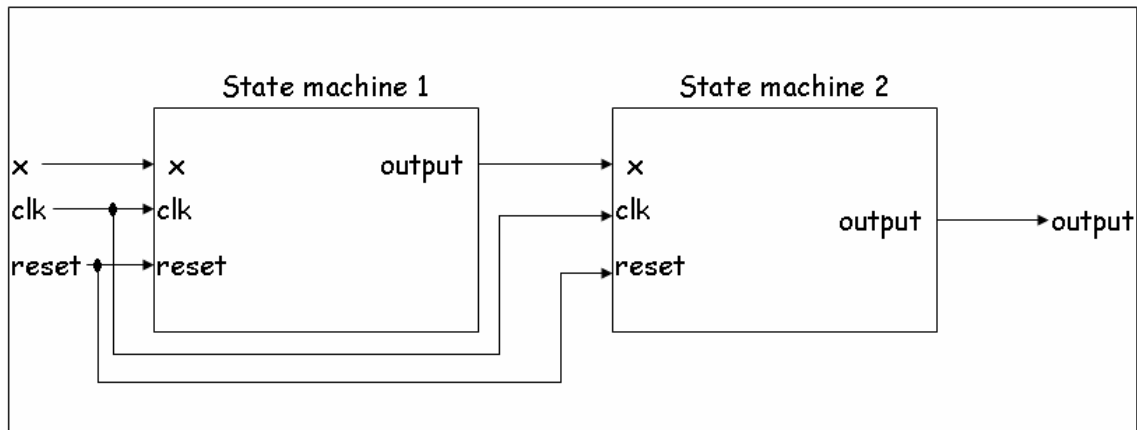 State machine 1
State machine 2
x
x
output
x
clk
clk
clk
output
output
reset
reset
reset